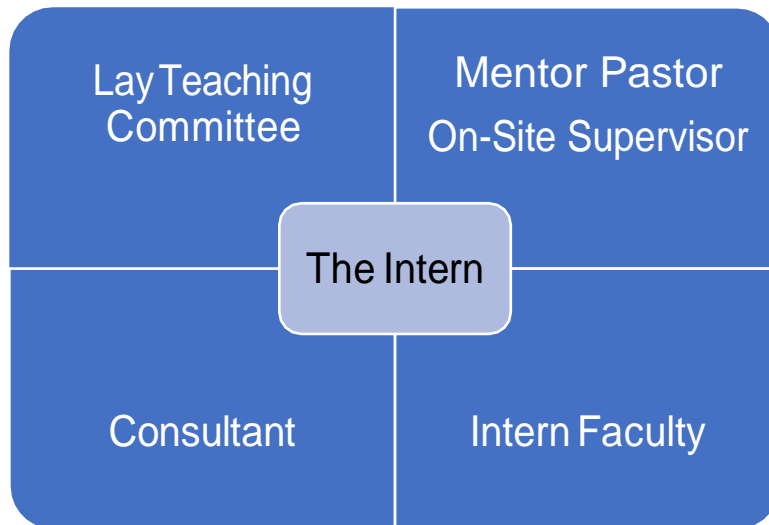 Lay Teaching
Committee
Mentor Pastor
On-Site Supervisor
The Intern
Consultant
Intern Faculty